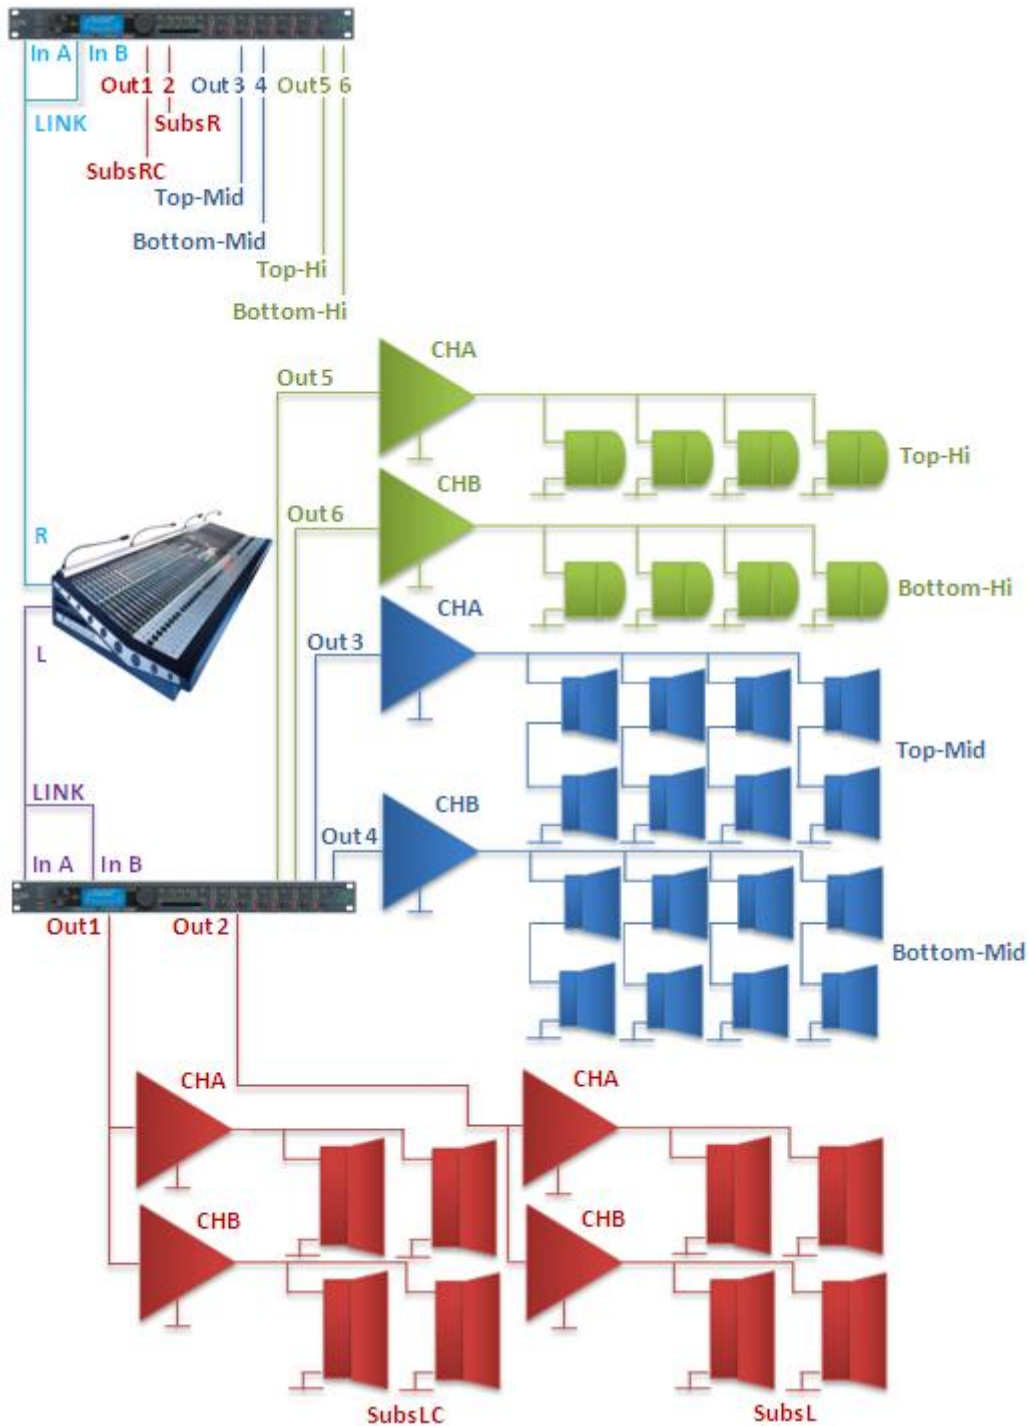 In A In B
Out1 2 Out3 4 Out5 6
LINK
SubsR
SubsRC
Top-Mid
Bottom-Mid
Top-Hi
Bottom-Hi
CHA
Out5
Top-Hi
CHB
Out6
R
Bottom-Hi
CHA
Out3
L
Top-Mid
LINK
CHB
Out4
In A In B
Out1 Out2
Bottom-Mid
CHA CHA
CHB CHB
SubsLC SubsL